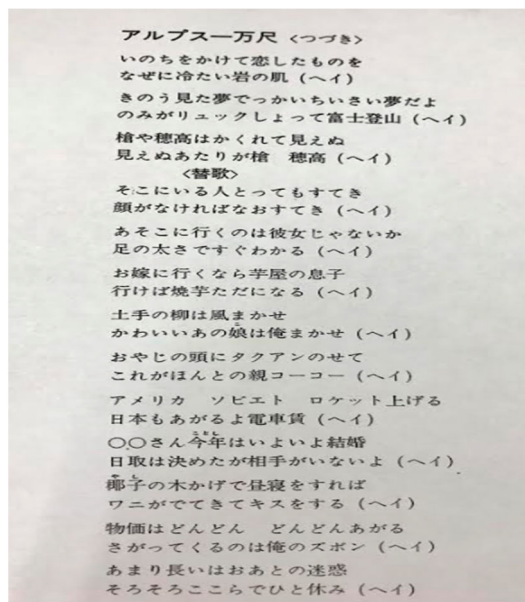 アルプス一万尺 <つづき>
いのちをかけて恋したものを
なぜに冷たい岩の肌（ヘイ）
きのう見た夢でっかいちいさい夢だよ
のみがリュックしょって富士登山（ヘイ）
槍や穂高はかくれて見えぬ
見えぬあたりが槍　穂高（ヘイ）
<替歌>
そこにいる人とってもすてき
顔がなければなおすてき（ヘイ）
あそこに行くのは彼女じゃないか
足の太さですぐわかる（ヘイ）
お嫁に行くなら芋屋の息子
行けば焼芋ただになる（ヘイ）
土手の柳は風まかせ
かわいいあの娘は俺まかせ（ヘイ）
おやじの頭にタクアンのせて
これがほんとの親コーコー（ヘイ）
アメリカ　ソビエト　ロケット上げる
日本もあがるよ電車賃（ヘイ）
○○さん今年はいよいよ結婚
日取は決めたが相手がいないよ（ヘイ）
椰子の木かげで昼寝をすれば
ワニがでてきてキスをする（ヘイ）
物価はどんどん　どんどんあがる
さがってくるのは俺のズボン（ヘイ）
あまり長いはおあとの迷惑
そろそろここらでひと休み（ヘイ）